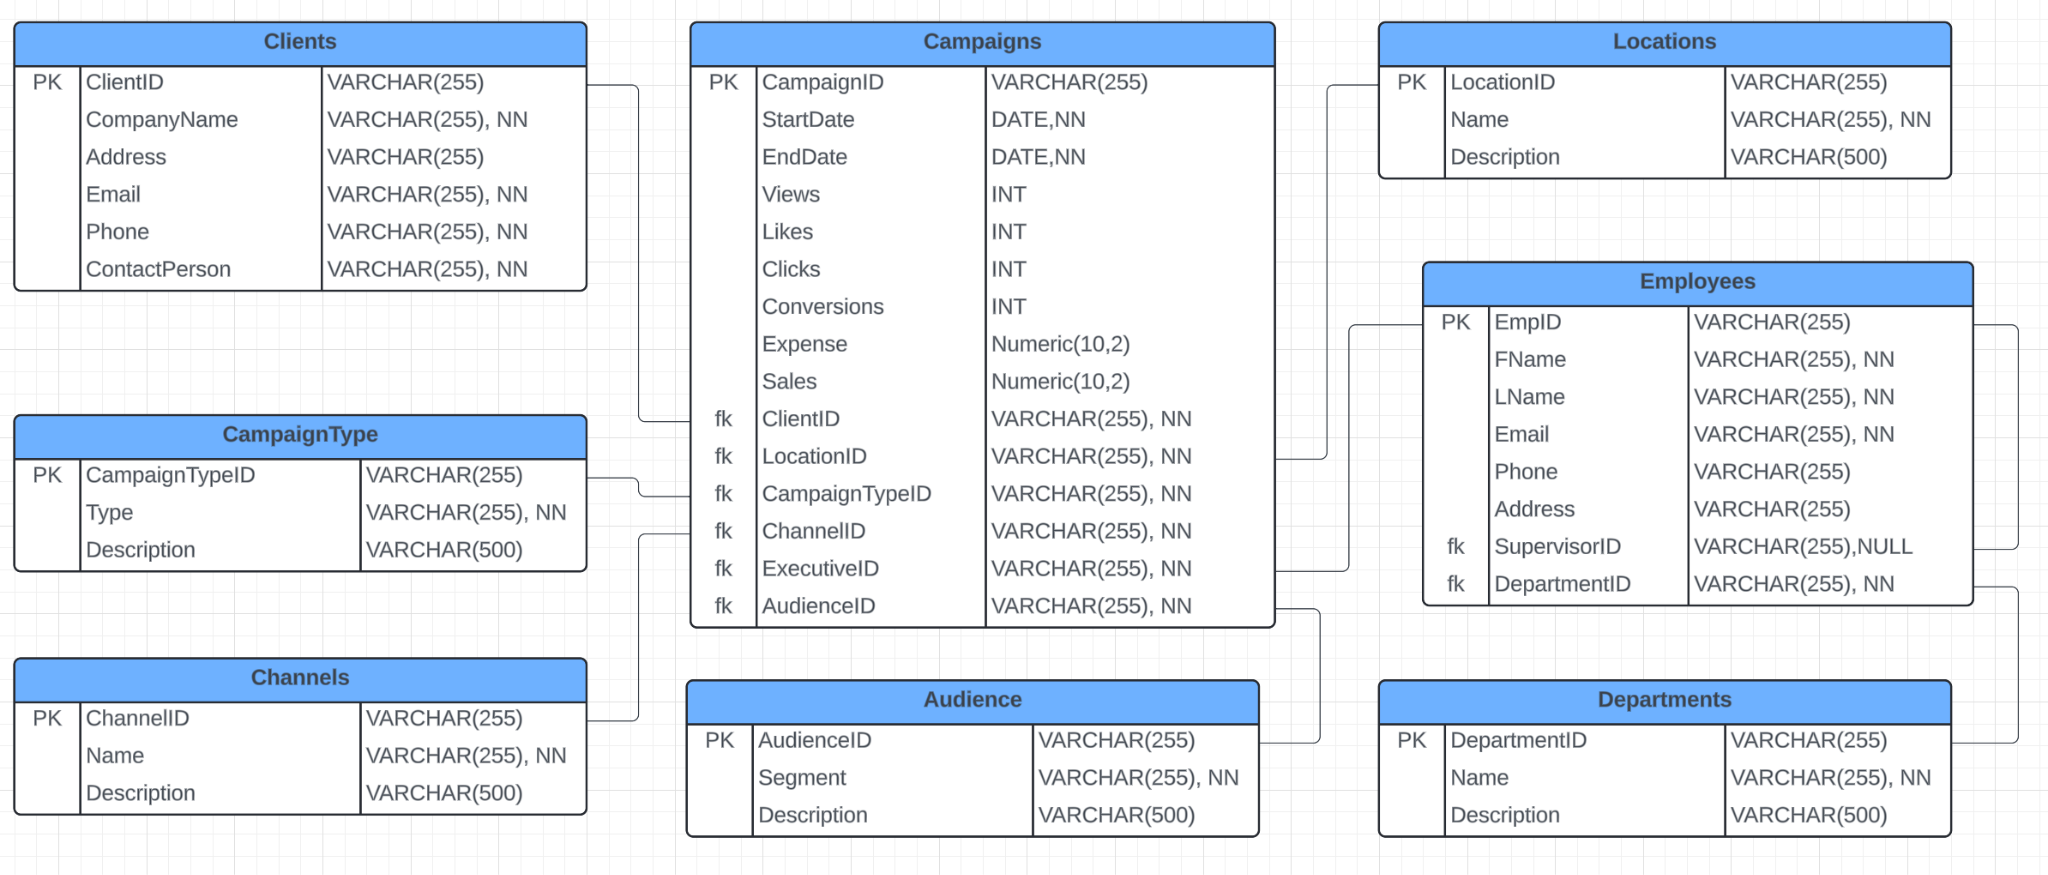 Clients
PK ClientID VARCHAR(255)
CompanyName VARCHAR(255), NN
Address VARCHAR(255)
Email VARCHAR(255), NN
Phone VARCHAR(255), NN
ContactPerson VARCHAR(255), NN
CampaignType
PK CampaignTypeID VARCHAR(255)
Type VARCHAR(255), NN
Description VARCHAR(500)
Channels
PK ChannelID VARCHAR(255)
Name VARCHAR(255), NN
Description VARCHAR(500)
Campaigns
PK CampaignID VARCHAR(255)
StartDate DATE,NN
EndDate DATE,NN
Views INT
Likes INT
Clicks INT
Conversions INT
Expense Numeric(10,2)
Sales Numeric(10,2)
fk ClientID VARCHAR(255), NN
fk LocationID VARCHAR(255), NN
fk CampaignTypeID VARCHAR(255), NN
fk ChannelID VARCHAR(255), NN
fk ExecutiveID VARCHAR(255), NN
fk AudienceID VARCHAR(255), NN
Audience
PK AudienceID VARCHAR(255)
Segment VARCHAR(255), NN
Description VARCHAR(500)
Locations
PK LocationID VARCHAR(255)
Name VARCHAR(255), NN
Description VARCHAR(500)
Employees
PK EmpID VARCHAR(255)
FName VARCHAR(255), NN
LName VARCHAR(255), NN
Email VARCHAR(255), NN
Phone VARCHAR(255)
Address VARCHAR(255)
fk SupervisorID VARCHAR(255),NULL
fk DepartmentID VARCHAR(255), NN
Departments
PK DepartmentID VARCHAR(255)
Name VARCHAR(255), NN
Description VARCHAR(500)